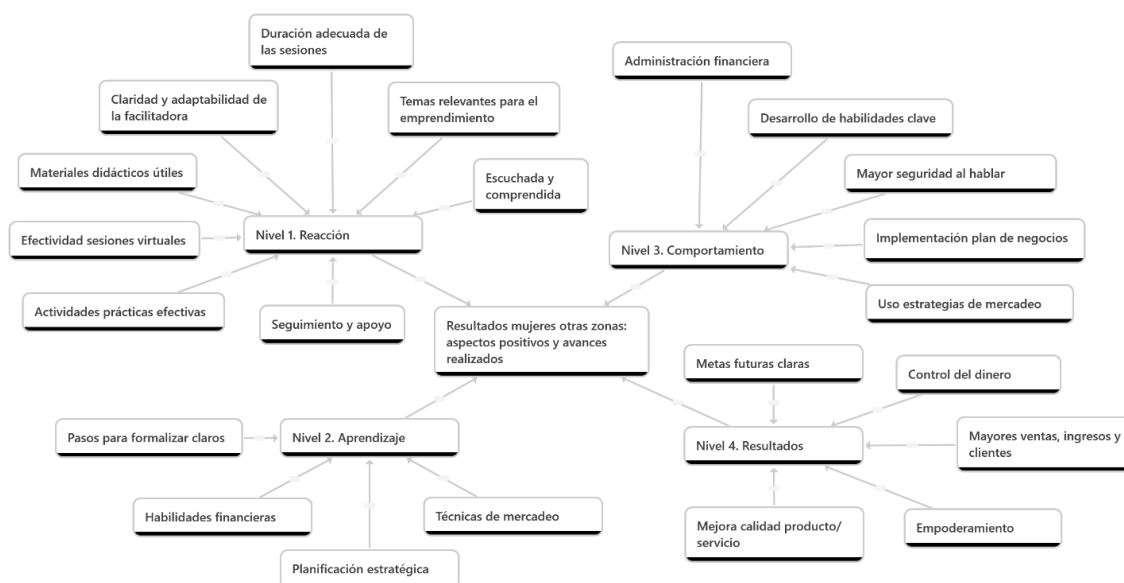 Duración adecuada de
las sesiones
Administración financiera
Claridad y adaptabilidad de
la facilitadora
Temas relevantes para el
emprendimiento
Desarrollo de habilidades clave
Materiales didácticos útiles
Escuchada y
comprendida
Mayor seguridad al hablar
Efectividad sesiones virtuales
Nivel 1. Reacción
Nivel 3. Comportamiento
Implementación plan de negocios
Actividades prácticas efectivas
Seguimiento y apoyo
Uso estrategias de mercadeo
Resultados mujeres otras zonas:
aspectos positivos y avances
realizados
Metas futuras claras
Control del dinero
Pasos para formalizar claros
Nivel 2. Aprendizaje
Nivel 4. Resultados
Mayores ventas, ingresos y
clientes
Habilidades financieras
Técnicas de mercadeo
Mejora calidad producto/
servicio
Empoderamiento
Planificación estratégica